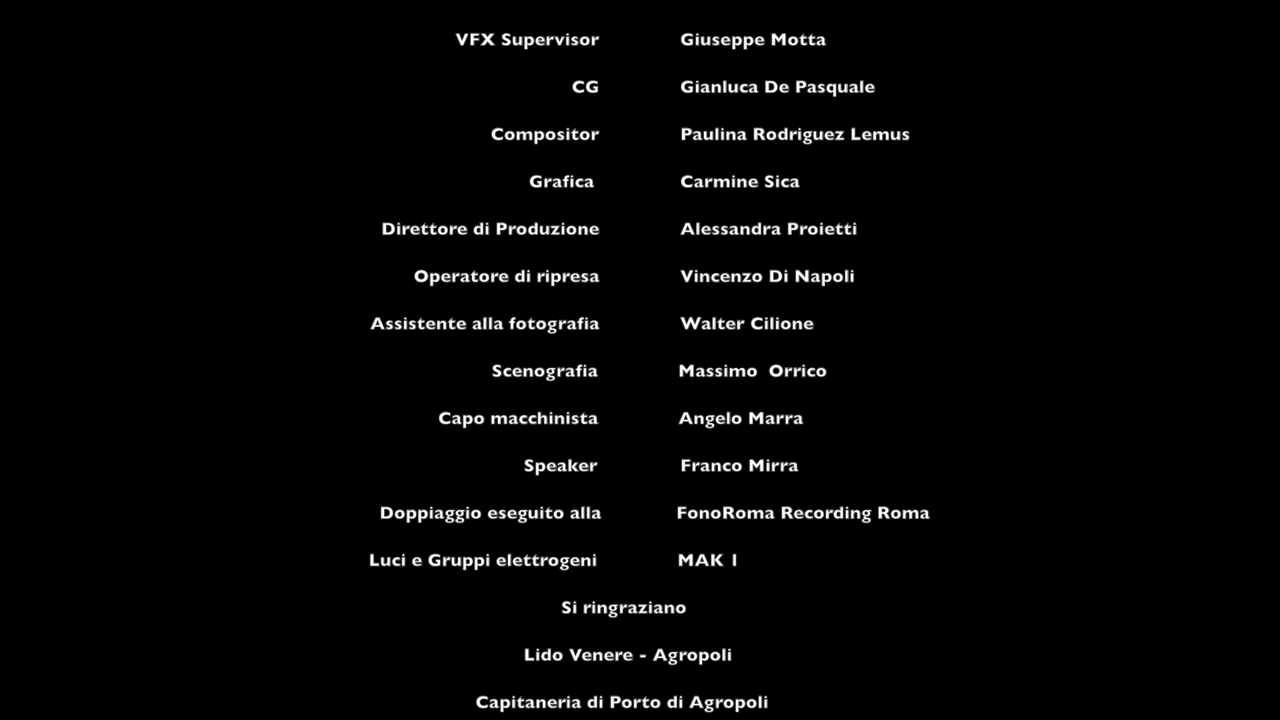 VFX Supervisor Giuseppe Motta
CG Gianluca De Pasquale
Compositor Paulina Rodriguez Lemus
Grafica Carmine Sica
Direttore di Produzione Alessandra Proietti
Operatore di ripresa Vincenzo Di Napoli
Assistente alla fotografia Walter Cilione
Scenografia Massimo Orrico
Capo macchinista Angelo Marra
Speaker Franco Mirra
Doppiaggio eseguito alla FonoRoma Recording Roma
Luci e Gruppi elettrogeni MAK 1
Si ringraziano
Lido Venere - Agropoli
Capitaneria di Porto di Agropoli